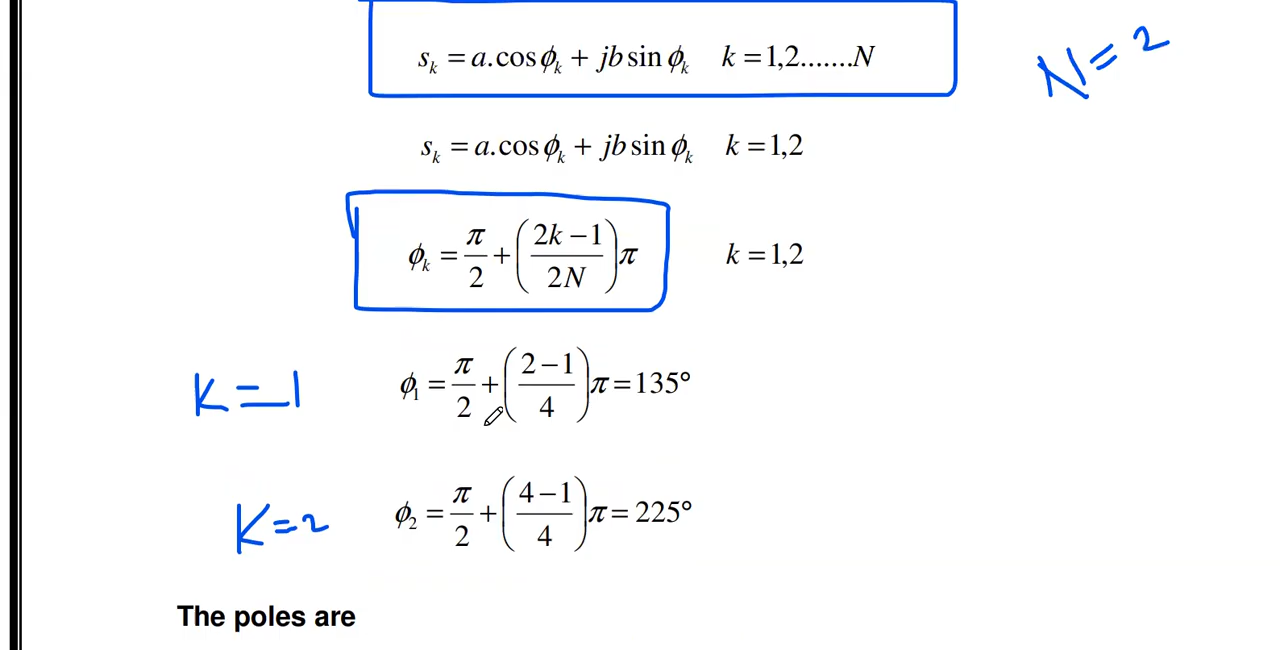 s_k = a.cos ϕ_k + jb sin ϕ_k k = 1,2.......N
N = 2
s_k = a.cos ϕ_k + jb sin ϕ_k k = 1,2
ϕ_k = π/2 + ((2k − 1)/2N)π k = 1,2
K = 1 ϕ_1 = π/2 + ((2 − 1)/4)π = 135°
K = 2 ϕ_2 = π/2 + ((4 − 1)/4)π = 225°
The poles are